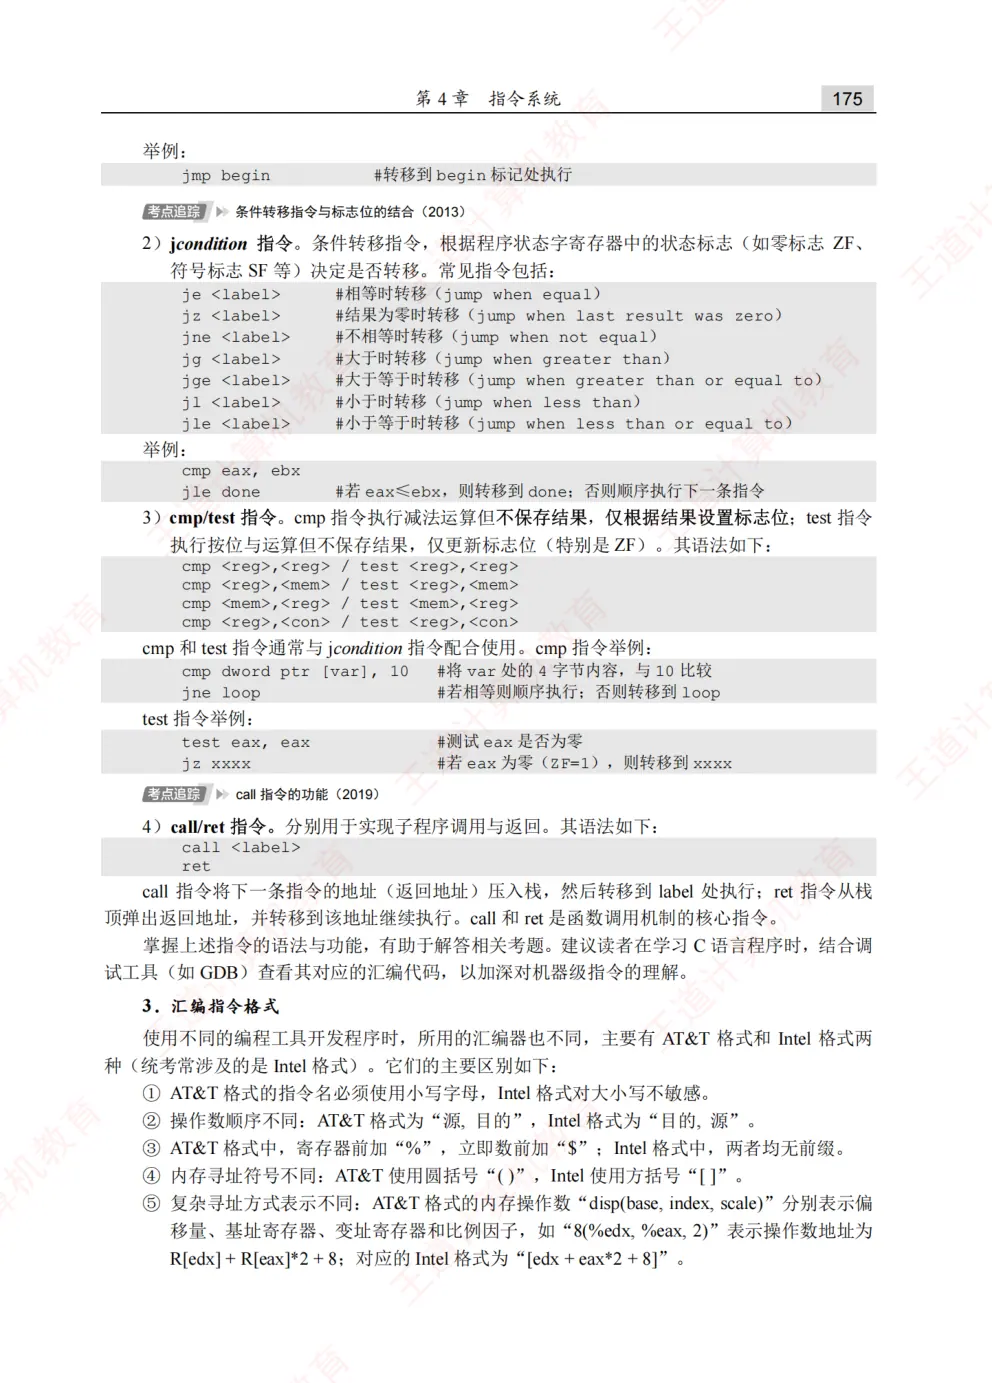 第 4 章 指令系统 175
举例：
jmp begin #转移到 begin 标记处执行
考点追踪 条件转移指令与标志位的结合（2013）
2）jcondition 指令。条件转移指令，根据程序状态字寄存器中的状态标志（如零标志 ZF、
符号标志 SF 等）决定是否转移。常见指令包括：
je <label> #相等时转移（jump when equal）
jz <label> #结果为零时转移（jump when last result was zero）
jne <label> #不相等时转移（jump when not equal）
jg <label> #大于时转移（jump when greater than）
jge <label> #大于等于时转移（jump when greater than or equal to）
jl <label> #小于时转移（jump when less than）
jle <label> #小于等于时转移（jump when less than or equal to）
举例：
cmp eax, ebx
jle done #若 eax≤ebx，则转移到 done；否则顺序执行下一条指令
3）cmp/test 指令。cmp 指令执行减法运算但不保存结果，仅根据结果设置标志位；test 指令
执行按位与运算但不保存结果，仅更新标志位（特别是 ZF）。其语法如下：
cmp <reg>,<reg> / test <reg>,<reg>
cmp <reg>,<mem> / test <reg>,<mem>
cmp <mem>,<reg> / test <mem>,<reg>
cmp <reg>,<con> / test <reg>,<con>
cmp 和 test 指令通常与 jcondition 指令配合使用。cmp 指令举例：
cmp dword ptr [var], 10 #将 var 处的 4 字节内容，与 10 比较
jne loop #若相等则顺序执行；否则转移到 loop
test 指令举例：
test eax, eax #测试 eax 是否为零
jz xxxx #若 eax 为零（ZF=1），则转移到 xxxx
考点追踪 call 指令的功能（2019）
4）call/ret 指令。分别用于实现子程序调用与返回。其语法如下：
call <label>
ret
call 指令将下一条指令的地址（返回地址）压入栈，然后转移到 label 处执行；ret 指令从栈
顶弹出返回地址，并转移到该地址继续执行。call 和 ret 是函数调用机制的核心指令。
掌握上述指令的语法与功能，有助于解答相关考题。建议读者在学习 C 语言程序时，结合调
试工具（如 GDB）查看其对应的汇编代码，以加深对机器级指令的理解。
3．汇编指令格式
使用不同的编程工具开发程序时，所用的汇编器也不同，主要有 AT&T 格式和 Intel 格式两
种（统考常涉及的是 Intel 格式）。它们的主要区别如下：
① AT&T 格式的指令名必须使用小写字母，Intel 格式对大小写不敏感。
② 操作数顺序不同：AT&T 格式为“源, 目的”，Intel 格式为“目的, 源”。
③ AT&T 格式中，寄存器前加“%”，立即数前加“$”；Intel 格式中，两者均无前缀。
④ 内存寻址符号不同：AT&T 使用圆括号“( )”，Intel 使用方括号“[ ]”。
⑤ 复杂寻址方式表示不同：AT&T 格式的内存操作数“disp(base, index, scale)”分别表示偏
移量、基址寄存器、变址寄存器和比例因子，如“8(%edx, %eax, 2)”表示操作数地址为
R[edx] + R[eax]*2 + 8；对应的 Intel 格式为“[edx + eax*2 + 8]”。